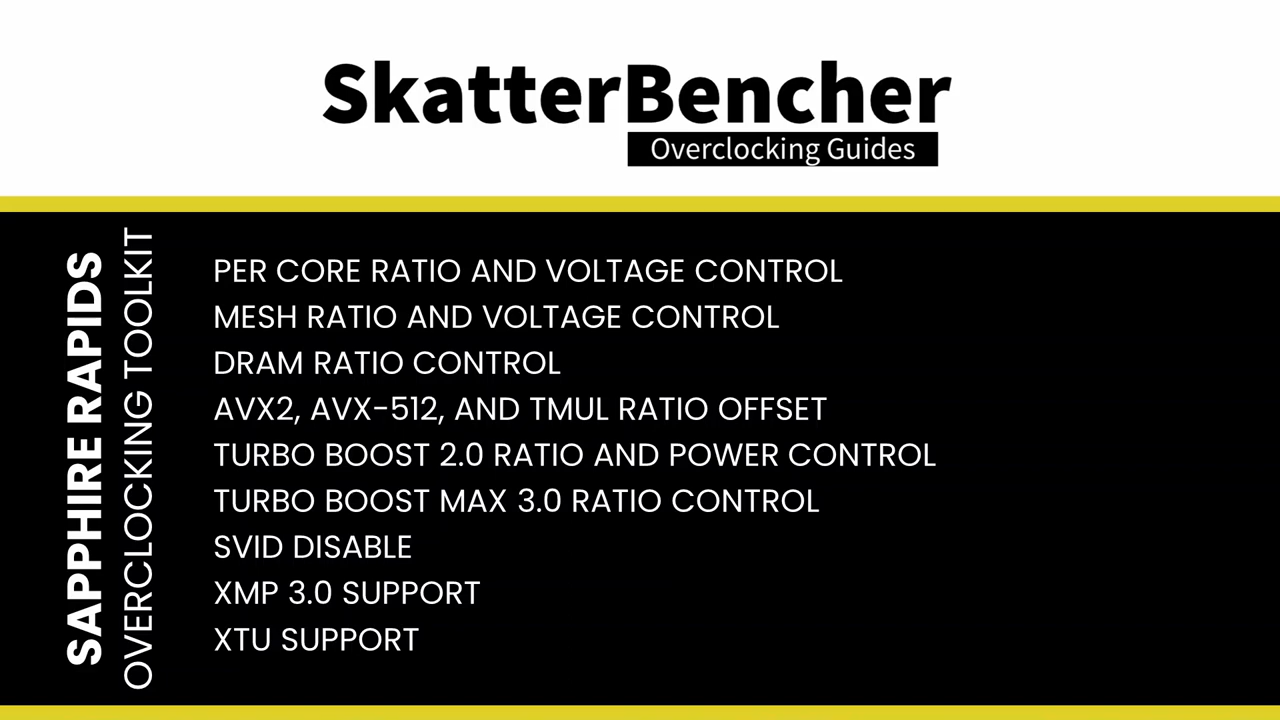 SkatterBencher
Overclocking Guides
SAPPHIRE RAPIDS
OVERCLOCKING TOOLKIT
PER CORE RATIO AND VOLTAGE CONTROL
MESH RATIO AND VOLTAGE CONTROL
DRAM RATIO CONTROL
AVX2, AVX-512, AND TMUL RATIO OFFSET
TURBO BOOST 2.0 RATIO AND POWER CONTROL
TURBO BOOST MAX 3.0 RATIO CONTROL
SVID DISABLE
XMP 3.0 SUPPORT
XTU SUPPORT